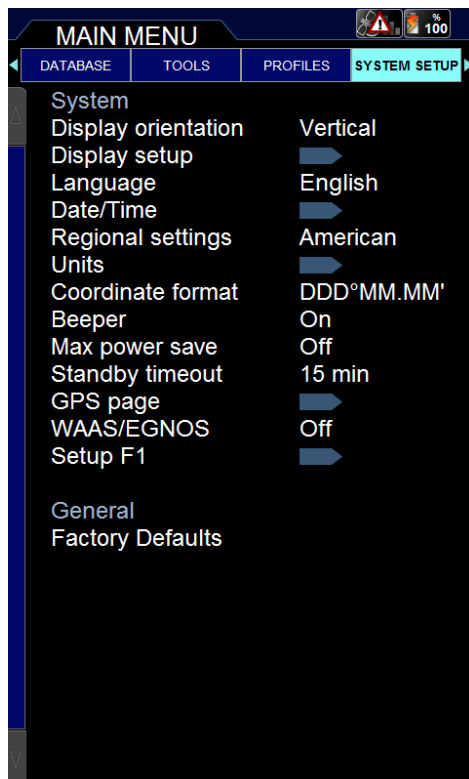 MAIN MENU
% 100
DATABASE TOOLS PROFILES SYSTEM SETUP
System
Display orientation Vertical
Display setup
Language English
Date/Time
Regional settings American
Units
Coordinate format DDD°MM.MM'
Beeper On
Max power save Off
Standby timeout 15 min
GPS page
WAAS/EGNOS Off
Setup F1
General
Factory Defaults